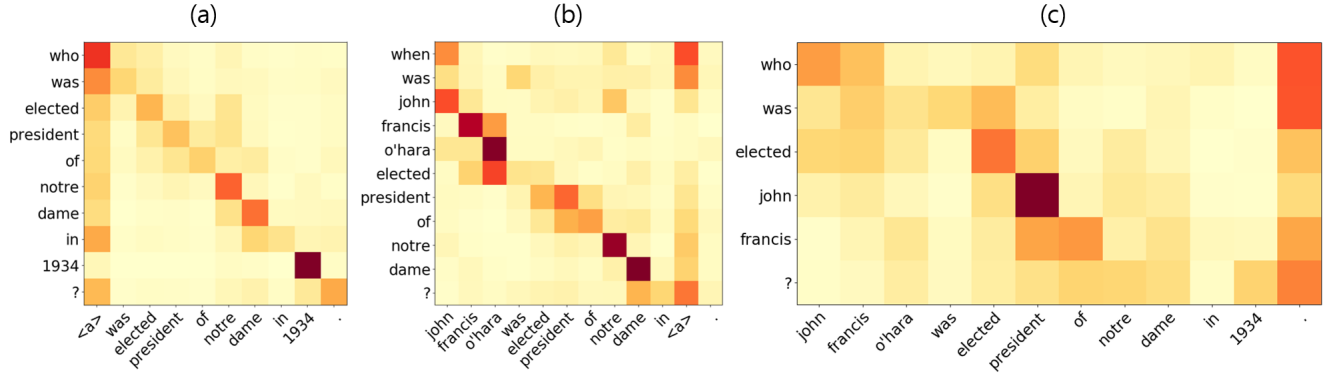 (a)
who
was
elected
president
of
notre
dame
in
1934
?
<a>
was
elected
president
of
notre
dame
in
1934
.
(b)
when
was
john
francis
o'hara
elected
president
of
notre
dame
?
john
francis
o'hara
was
elected
president
of
notre
dame
in
<a>
.
(c)
who
was
elected
john
francis
?
john
francis
o'hara
was
elected
president
of
notre
dame
in
1934
.